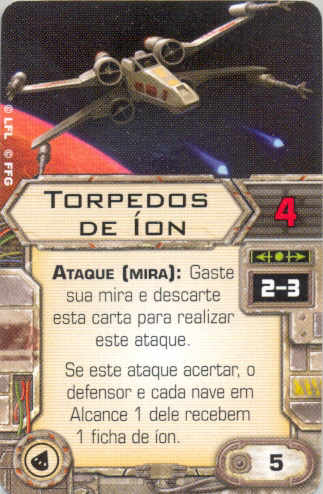 © LFL © FFG
TORPEDOS
DE ÍON
4
ATAQUE (MIRA): Gaste
sua mira e descarte
esta carta para realizar
este ataque.
2-3
Se este ataque acertar, o
defensor e cada nave em
Alcance 1 dele recebem
1 ficha de íon.
5